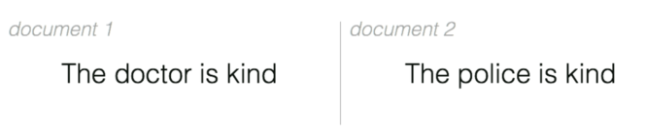 document 1
The doctor is kind
document 2
The police is kind